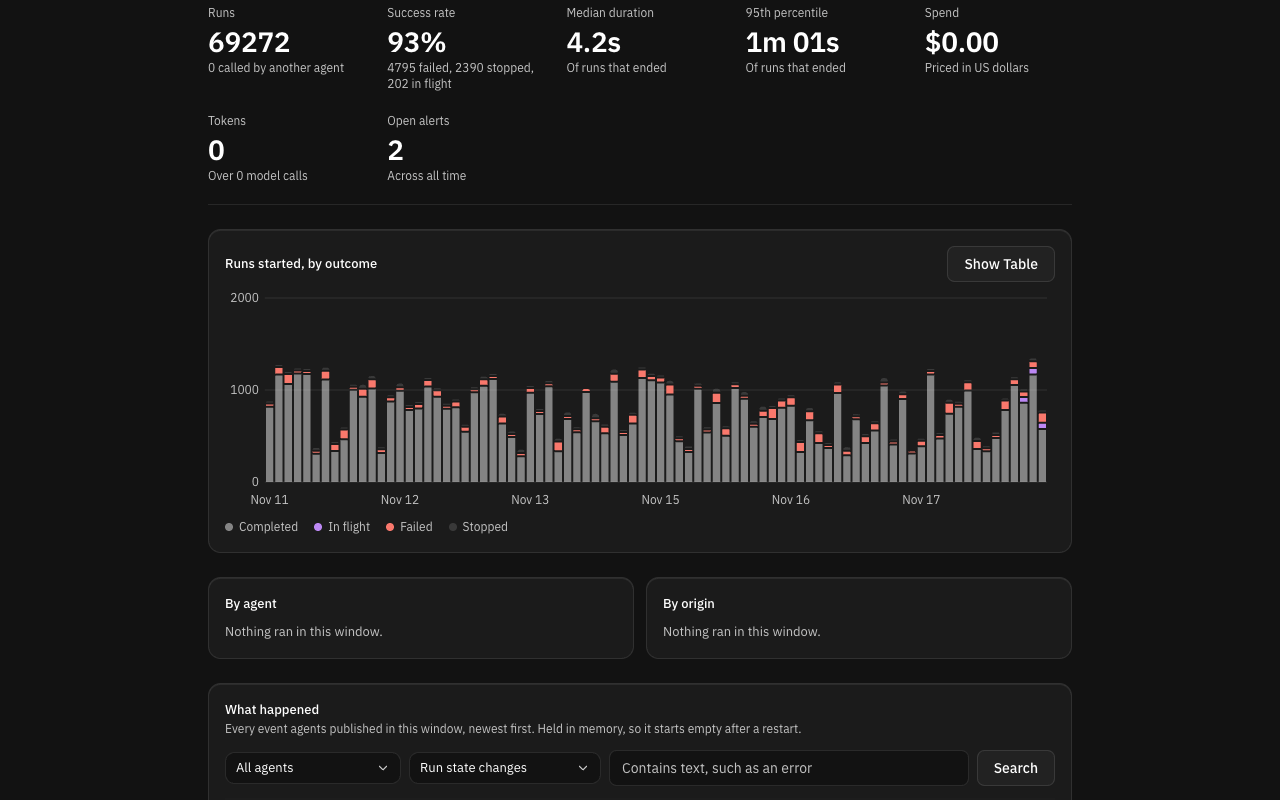 Runs
69272
0 called by another agent
Success rate
93%
4795 failed, 2390 stopped,
202 in flight
Median duration
4.2s
Of runs that ended
95th percentile
1m 01s
Of runs that ended
Spend
$0.00
Priced in US dollars
Tokens
0
Over 0 model calls
Open alerts
2
Across all time
Runs started, by outcome
Show Table
2000
1000
0
Nov 11
Nov 12
Nov 13
Nov 15
Nov 16
Nov 17
Completed
In flight
Failed
Stopped
By agent
Nothing ran in this window.
By origin
Nothing ran in this window.
What happened
Every event agents published in this window, newest first. Held in memory, so it starts empty after a restart.
All agents
Run state changes
Contains text, such as an error
Search